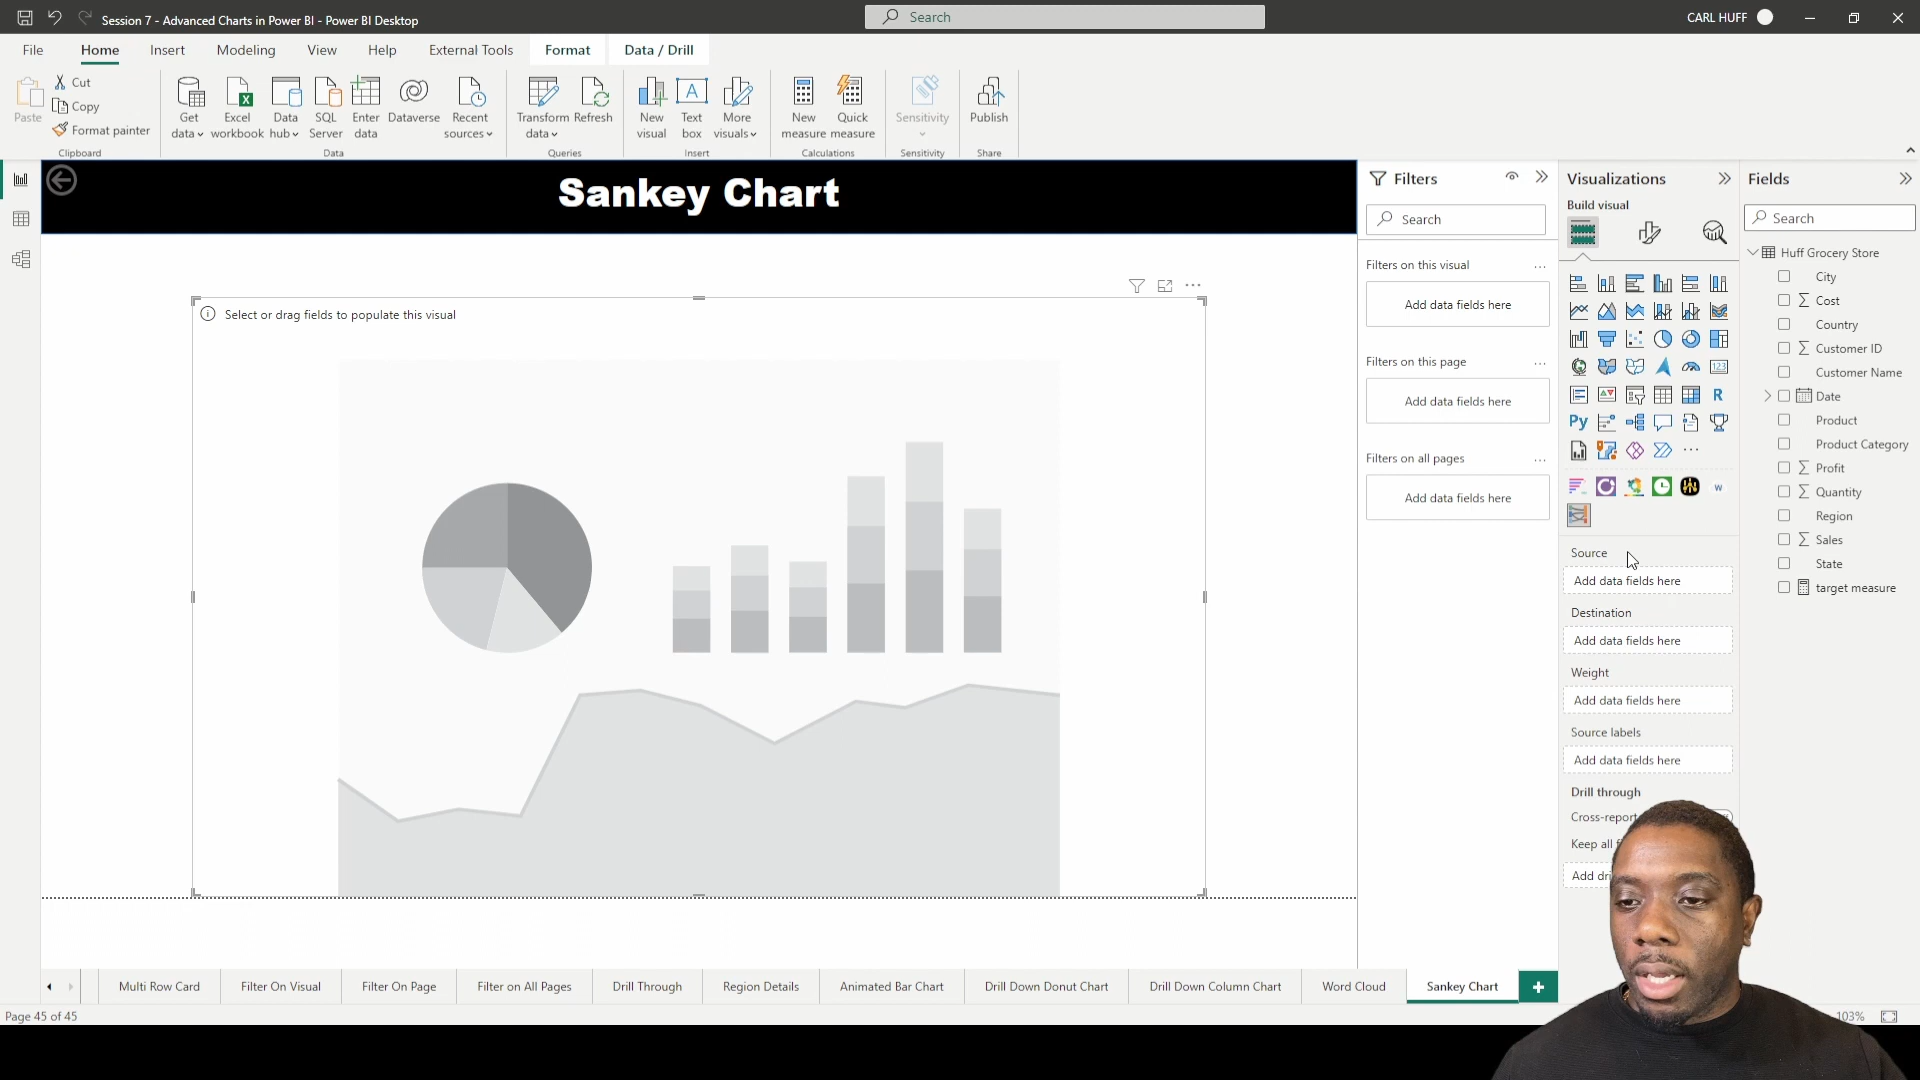 Session 7 - Advanced Charts in Power BI - Power BI Desktop
Search
CARL HUFF
File
Home
Insert
Modeling
View
Help
External Tools
Format
Data / Drill
Paste
Cut
Copy
Format painter
Clipboard
Get data
Excel workbook
Data hub
SQL Server
Enter data
Dataverse
Recent sources
Data
Transform data
Refresh
Queries
New visual
Text box
More visuals
Insert
New measure
Quick measure
Calculations
Sensitivity
Sensitivity
Publish
Share
Sankey Chart
Select or drag fields to populate this visual
Filters
Search
Filters on this visual
...
Add data fields here
Filters on this page
...
Add data fields here
Filters on all pages
...
Add data fields here
Visualizations
Build visual
123
R
Py
...
W
Source
Add data fields here
Destination
Add data fields here
Weight
Add data fields here
Source labels
Add data fields here
Drill through
Cross-report
Keep all
Add
Fields
Search
Huff Grocery Store
City
Cost
Country
Customer ID
Customer Name
Date
Product
Product Category
Profit
Quantity
Region
Sales
State
target measure
Multi Row Card
Filter On Visual
Filter On Page
Filter on All Pages
Drill Through
Region Details
Animated Bar Chart
Drill Down Donut Chart
Drill Down Column Chart
Word Cloud
Sankey Chart
+
Page 45 of 45
103%